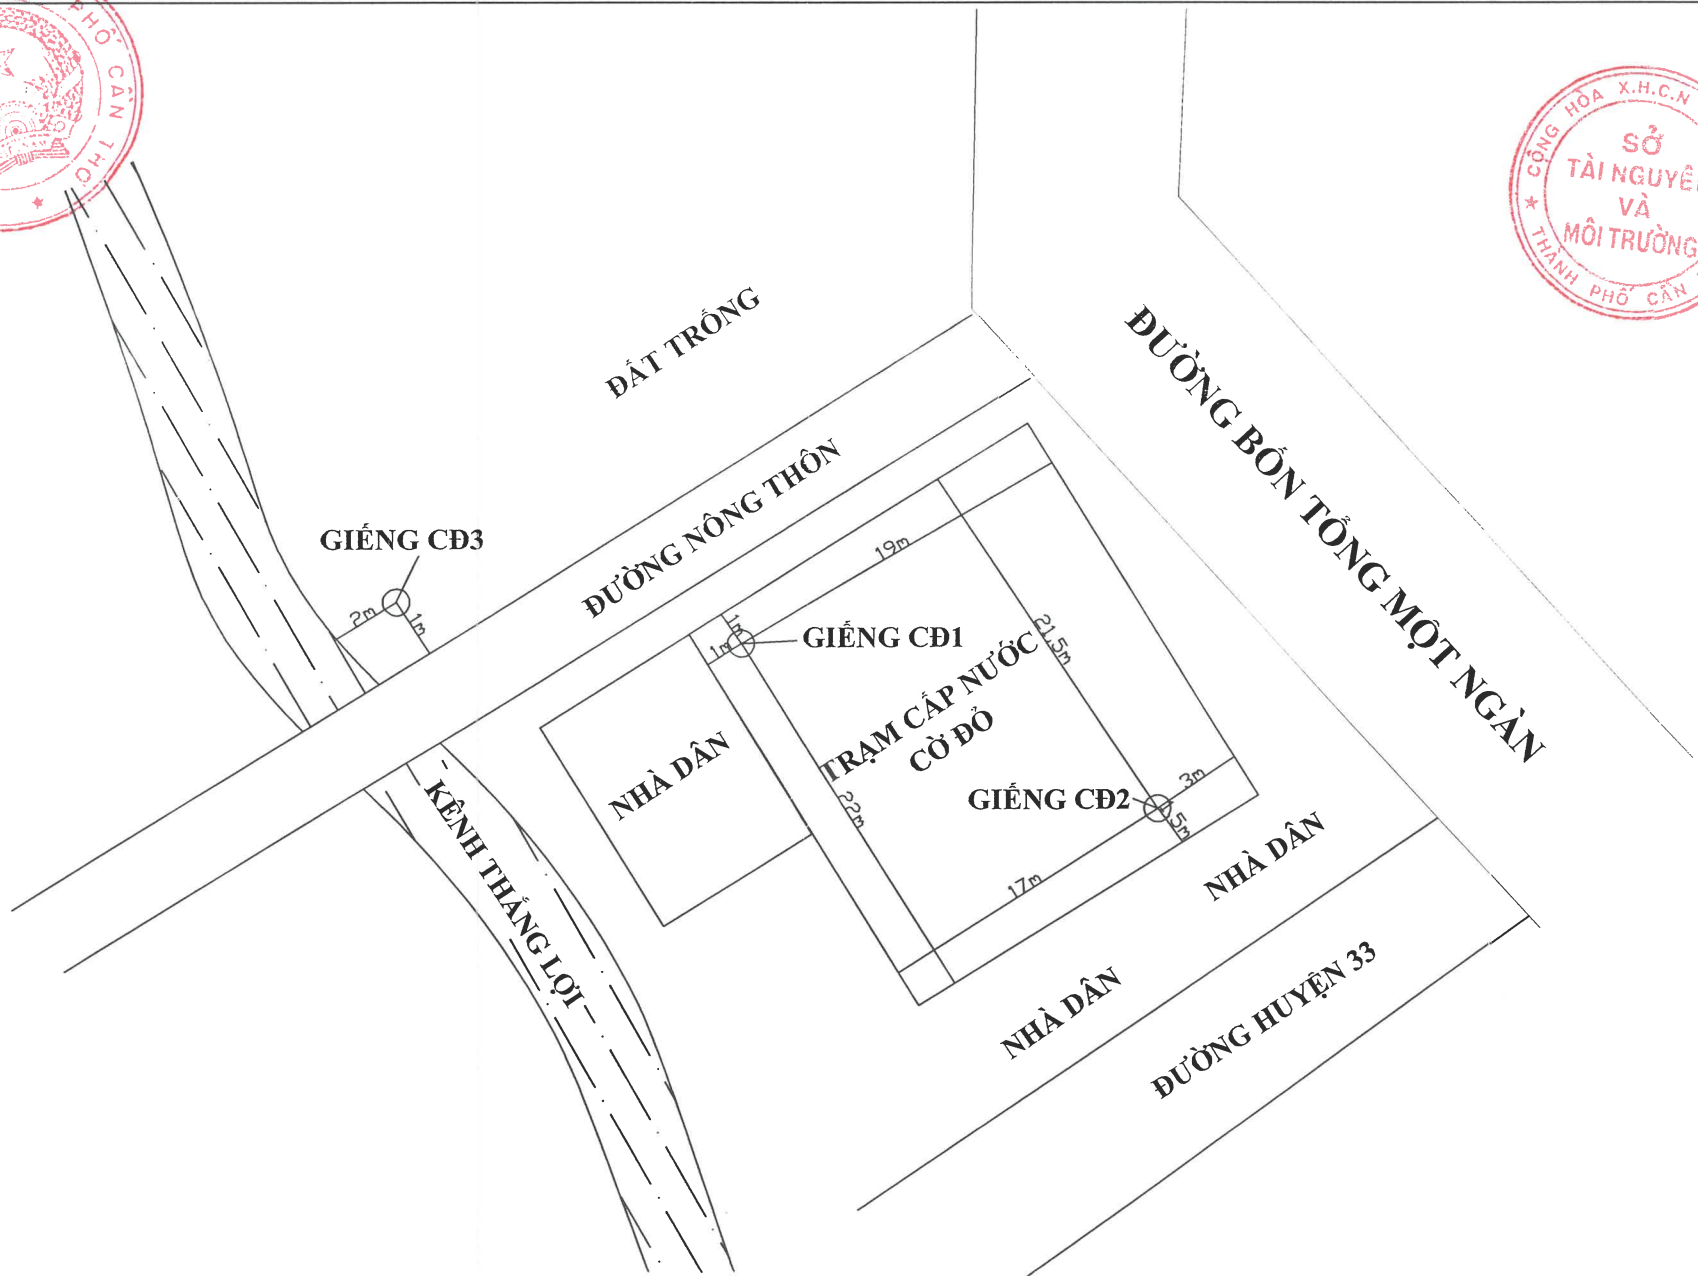 PHỐ CẦN THƠ
CỘNG HÒA X.H.C.N
SỞ
TÀI NGUYÊN
VÀ
MÔI TRƯỜNG
THÀNH PHỐ CẦN
ĐẤT TRỐNG
ĐƯỜNG BỐN TỔNG MỘT NGÀN
ĐƯỜNG NÔNG THÔN
GIẾNG CĐ3
2m
1m
19m
1m
1m
GIẾNG CĐ1
21,5m
TRẠM CẤP NƯỚC
CỜ ĐỎ
NHÀ DÂN
22m
3m
GIẾNG CĐ2
1,5m
17m
KÊNH THẮNG LỢI
NHÀ DÂN
NHÀ DÂN
ĐƯỜNG HUYỆN 33